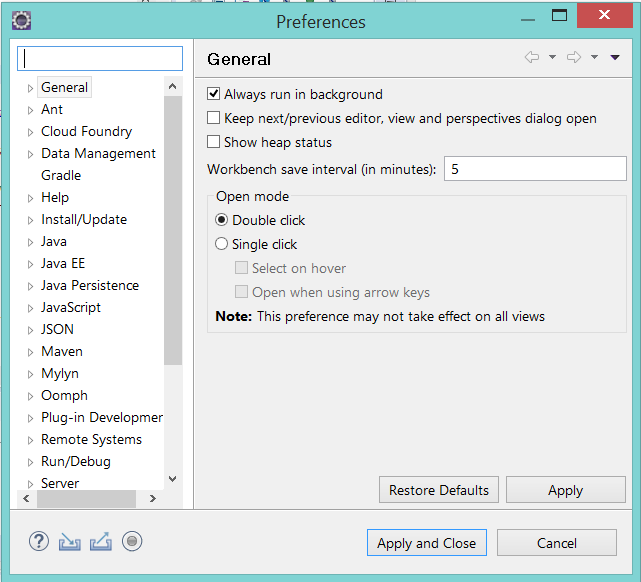 Preferences
General
General
Ant
Cloud Foundry
Data Management
Gradle
Help
Install/Update
Java
Java EE
Java Persistence
JavaScript
JSON
Maven
Mylyn
Oomph
Plug-in Developmer
Remote Systems
Run/Debug
Server
Always run in background
Keep next/previous editor, view and perspectives dialog open
Show heap status
Workbench save interval (in minutes): 5
Open mode
Double click
Single click
Select on hover
Open when using arrow keys
Note: This preference may not take effect on all views
Restore Defaults Apply
? Apply and Close Cancel